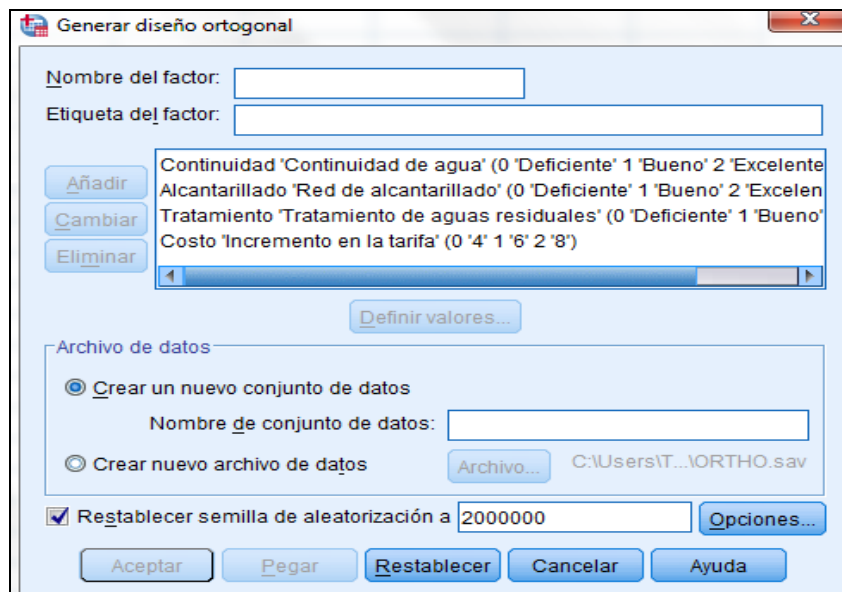 Generar diseño ortogonal
Nombre del factor:
Etiqueta del factor:
Añadir
Cambiar
Eliminar
Continuidad 'Continuidad de agua' (0 'Deficiente' 1 'Bueno' 2 'Excelente
Alcantarillado 'Red de alcantarillado' (0 'Deficiente' 1 'Bueno' 2 'Excelen
Tratamiento 'Tratamiento de aguas residuales' (0 'Deficiente' 1 'Bueno'
Costo 'Incremento en la tarifa' (0 '4' 1 '6' 2 '8')
Definir valores...
Archivo de datos
Crear un nuevo conjunto de datos
Nombre de conjunto de datos:
Crear nuevo archivo de datos
Archivo...
C:\Users\T...\ORTHO.sav
Restablecer semilla de aleatorización a 2000000
Opciones...
Aceptar
Pegar
Restablecer
Cancelar
Ayuda